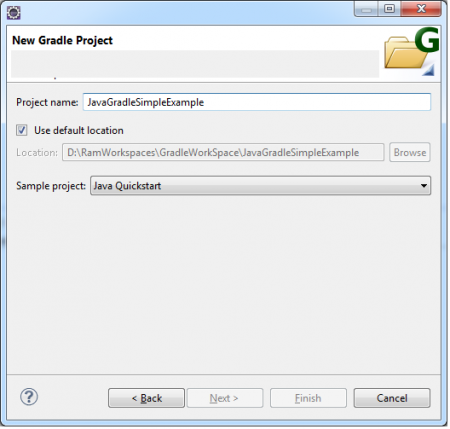 New Gradle Project
G
Project name: JavaGradleSimpleExample
Use default location
Location: D:\RamWorkspaces\GradleWorkSpace\JavaGradleSimpleExample Browse
Sample project: Java Quickstart
? < Back Next > Finish Cancel